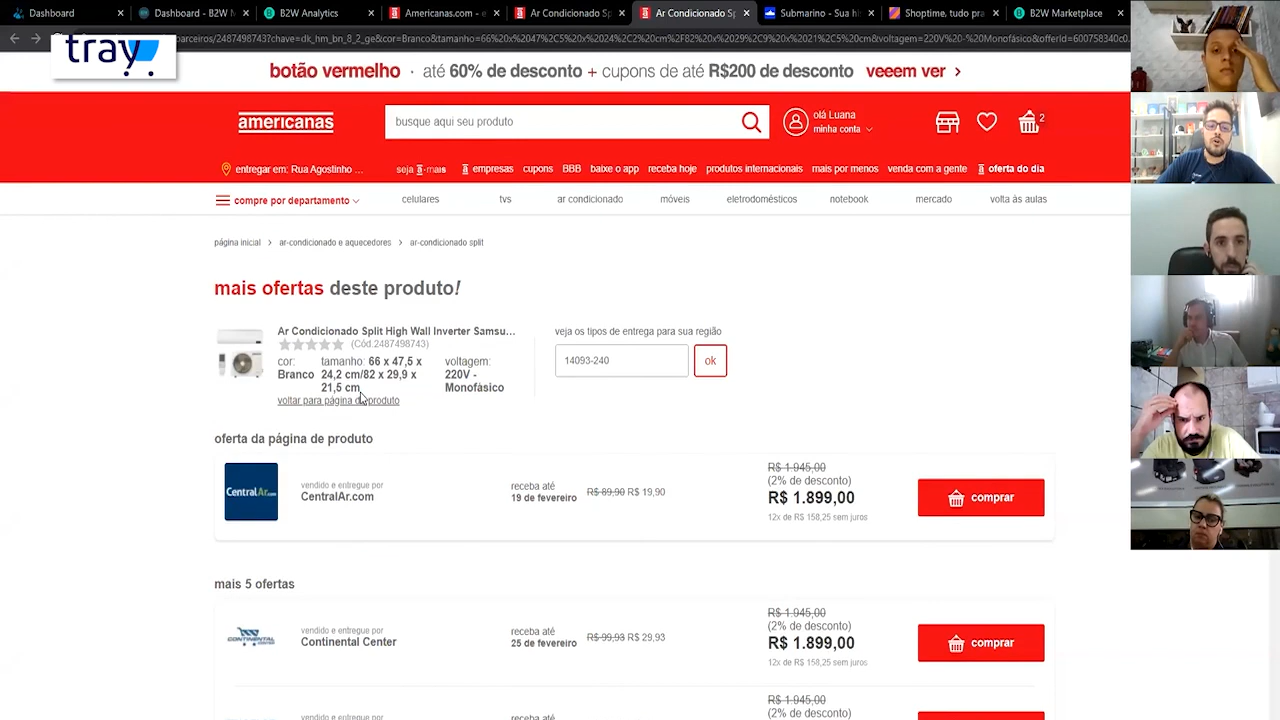 Dashboard
Dashboard - B2W M
B2W Analytics
Americanas.com - e
Ar Condicionado Sp
Ar Condicionado Sp
Submarino - Sua hi
Shoptime, tudo pra
B2W Marketplace
tray
botão vermelho · até 60% de desconto + cupons de até R$200 de desconto veeem ver >
americanas
busque aqui seu produto
olá Luana
minha conta
2
entregar em: Rua Agostinho ...
seja a-mais
empresas
cupons
BBB
baixe o app
receba hoje
produtos internacionais
mais por menos
venda com a gente
oferta do dia
compre por departamento
celulares
tvs
ar condicionado
móveis
eletrodomésticos
notebook
mercado
volta às aulas
página inicial > ar-condicionado e aquecedores > ar-condicionado split
mais ofertas deste produto!
Ar Condicionado Split High Wall Inverter Samsu...
(Cód.2487498743)
cor:
Branco
tamanho: 66 x 47,5 x
24,2 cm/82 x 29,9 x
21,5 cm
voltagem:
220V -
Monofásico
voltar para página do produto
veja os tipos de entrega para sua região
14093-240
ok
oferta da página de produto
CentralAr.com
vendido e entregue por
CentralAr.com
receba até
19 de fevereiro
R$ 89,90 R$ 19,90
R$ 1.945,00
(2% de desconto)
R$ 1.899,00
12x de R$ 158,25 sem juros
comprar
mais 5 ofertas
CONTINENTAL
CENTER
vendido e entregue por
Continental Center
receba até
25 de fevereiro
R$ 99,93 R$ 29,93
R$ 1.945,00
(2% de desconto)
R$ 1.899,00
12x de R$ 158,25 sem juros
comprar
vendido e entregue por
receba até
R$ 1.945,00
(2% de desconto)